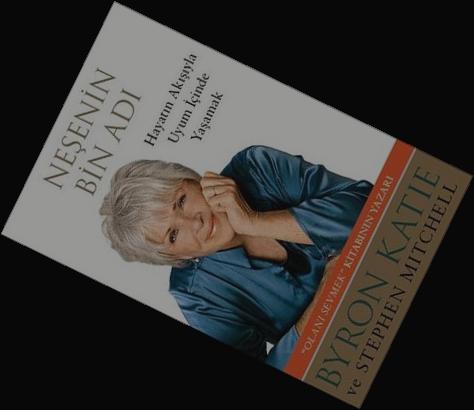 NEŞENİN
BİN ADI
Hayatın Akışıyla
Uyum İçinde
Yaşamak
"OLANI SEVMEK" KİTABININ YAZARI
BYRON KATIE
ve STEPHEN MITCHELL